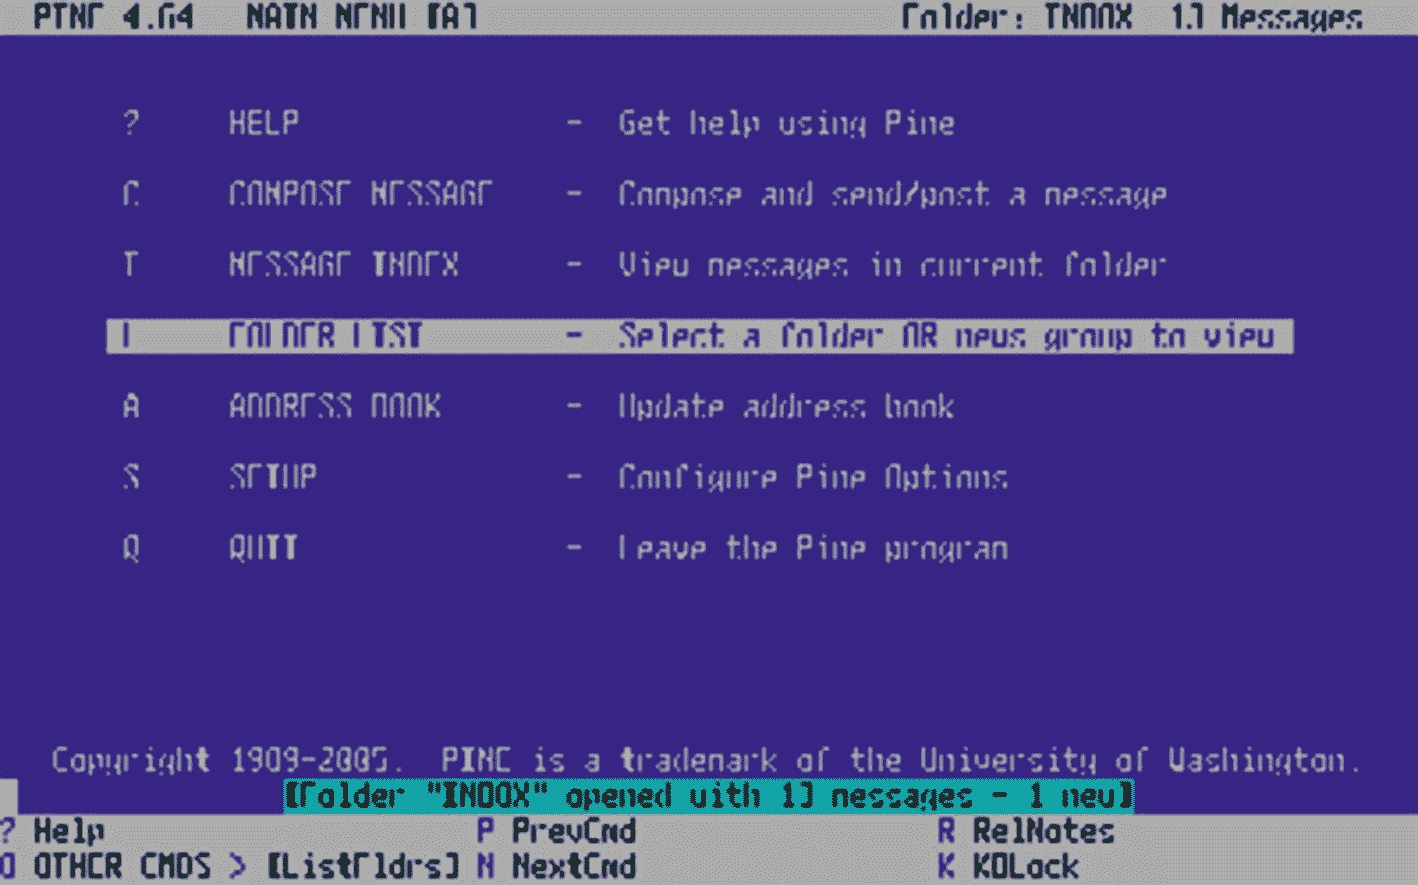 PINE 4.64 MAIN MENU [A] Folder: INBOX 13 Messages
? HELP - Get help using Pine
C COMPOSE MESSAGE - Compose and send/post a message
I MESSAGE INDEX - View messages in current folder
L FOLDER LIST - Select a folder OR news group to view
A ADDRESS BOOK - Update address book
S SETUP - Configure Pine Options
Q QUIT - Leave the Pine program
Copyright 1989-2005. PINE is a trademark of the University of Washington.
[Folder "INBOX" opened with 13 messages - 1 new]
? Help P PrevCmd R RelNotes
O OTHER CMDS > [ListFldrs] N NextCmd K KBLock